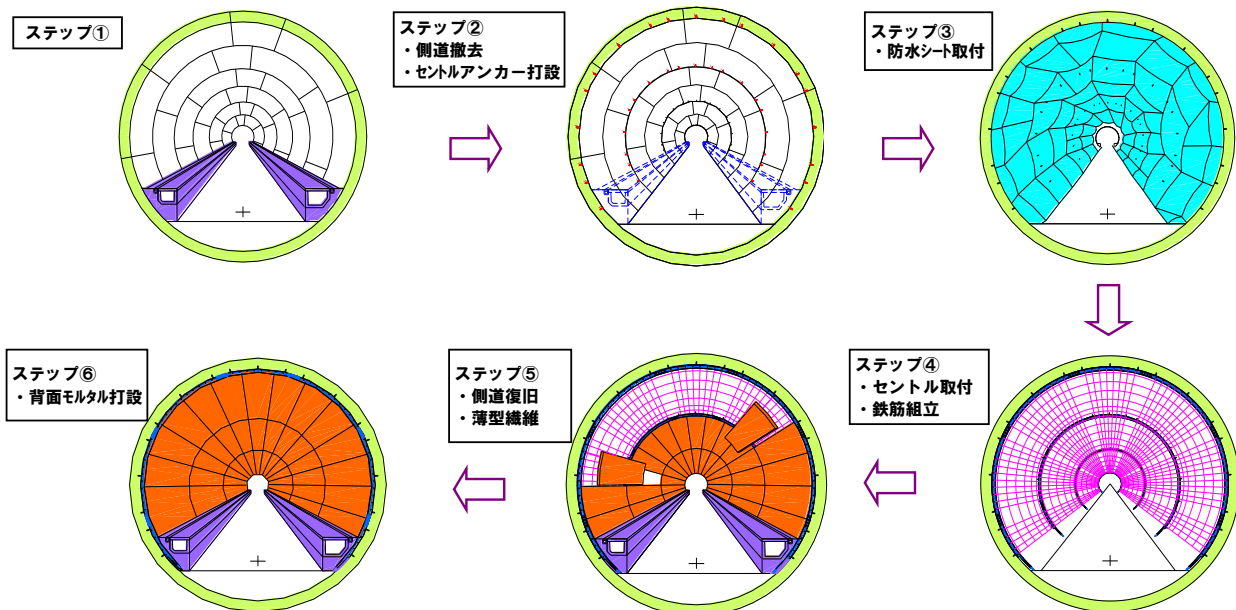 ステップ①
ステップ②
・側道撤去
・セントルアンカー打設
ステップ③
・防水シート取付
ステップ④
・セントル取付
・鉄筋組立
ステップ⑤
・側道復旧
・薄型繊維
ステップ⑥
・背面モルタル打設